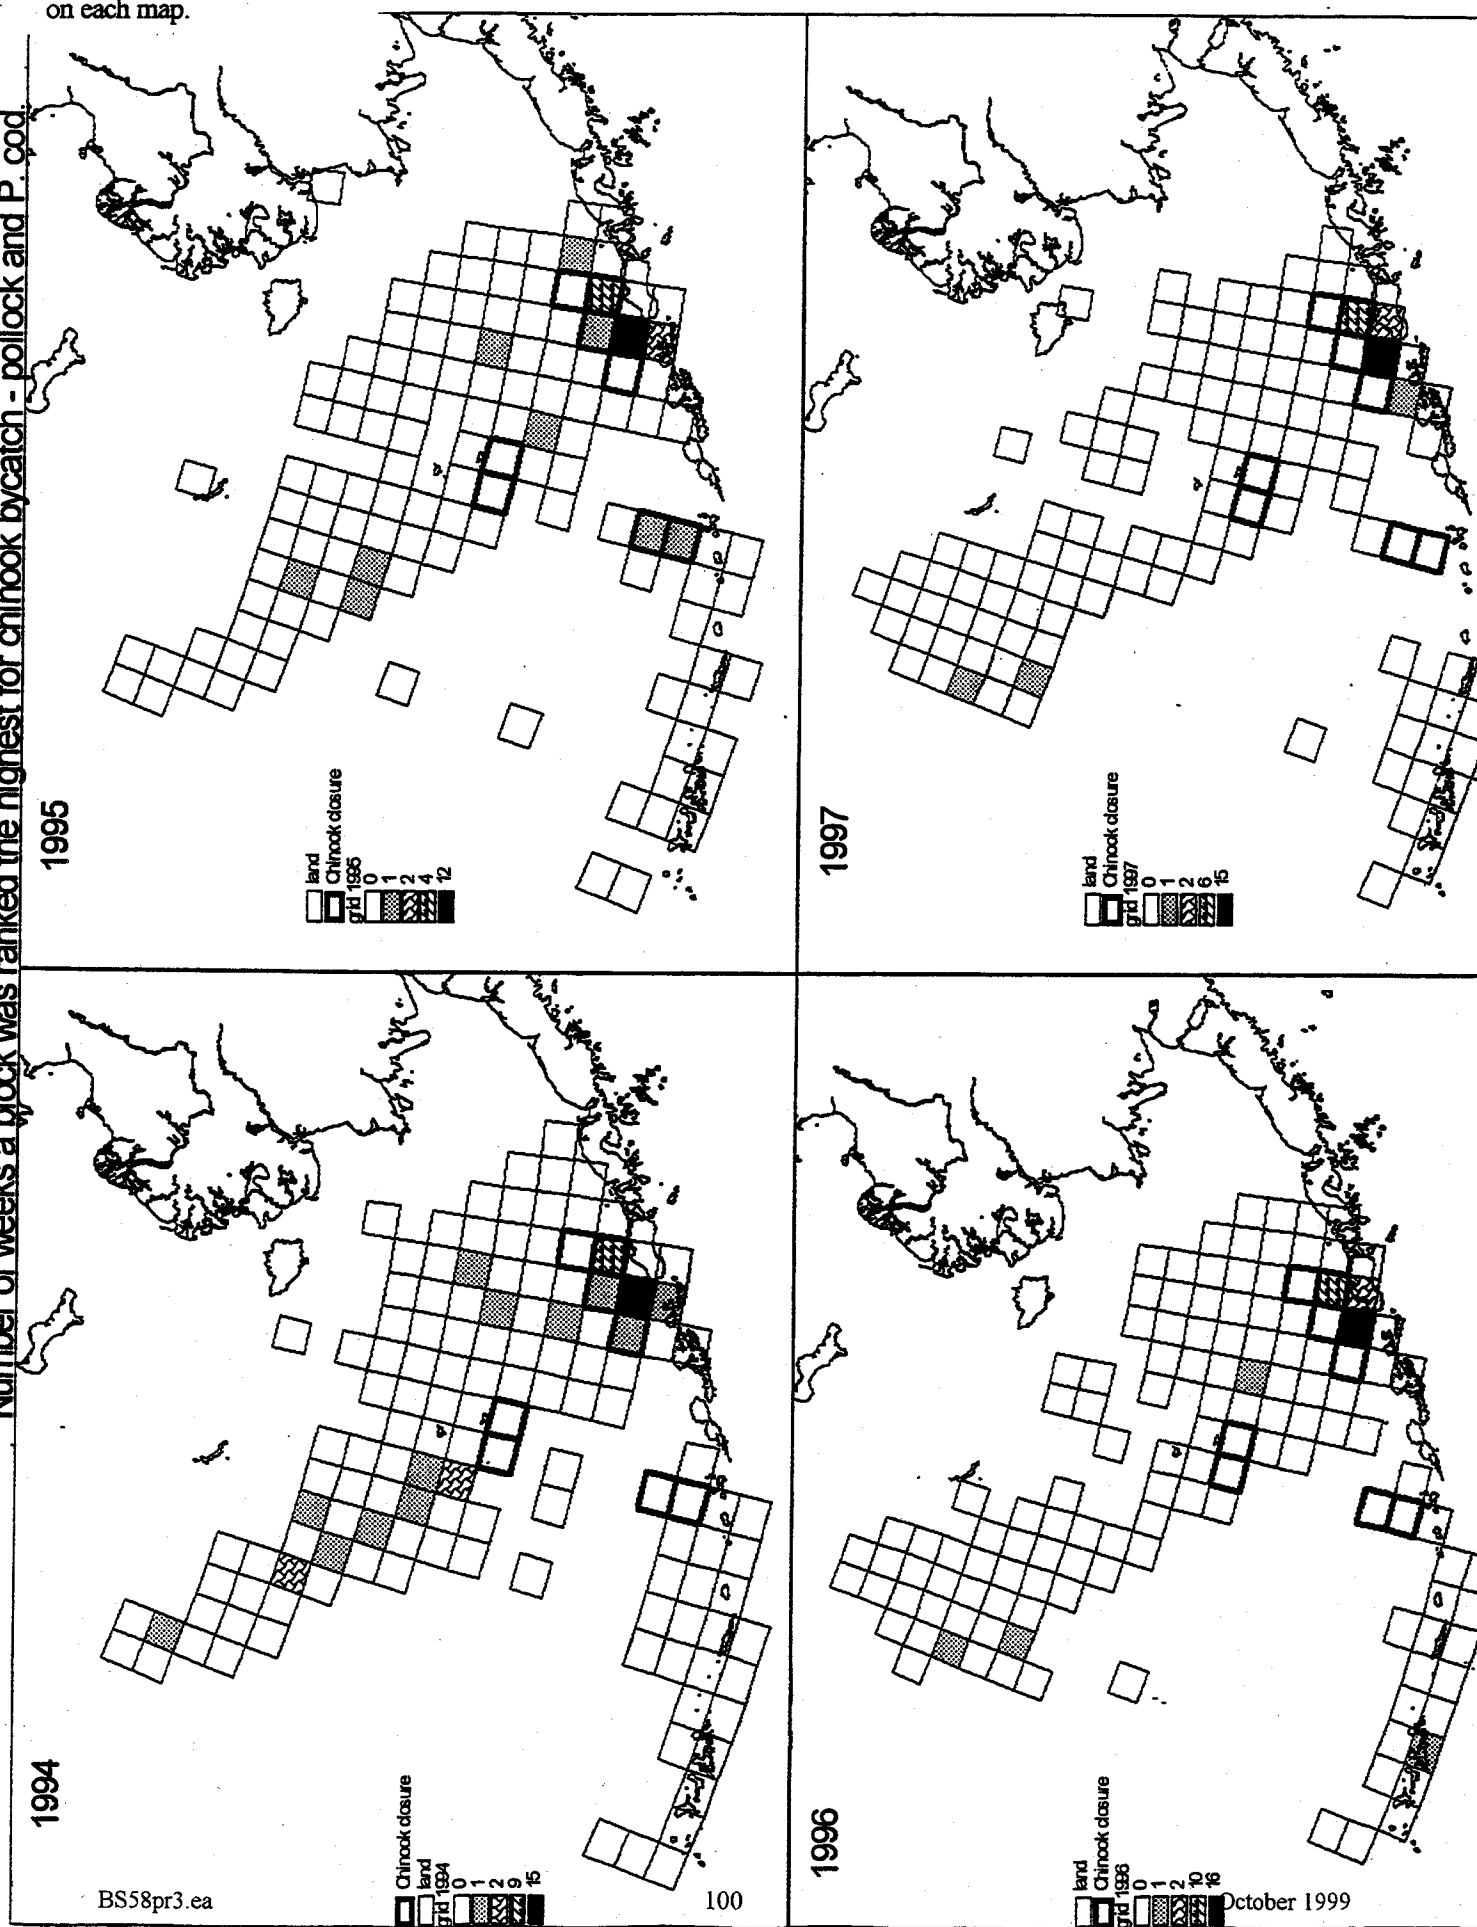 on each map.
Number of weeks a block was ranked the highest for chinook bycatch - pollock and P. cod.
1994
Chinook closure
land
grid 1994
0
1
2
9
15
1995
land
Chinook closure
grid 1995
0
1
2
4
12
1996
land
Chinook closure
grid 1996
0
1
2
10
16
1997
land
Chinook closure
grid 1997
0
1
2
6
15
BS58pr3.ea
100
October 1999